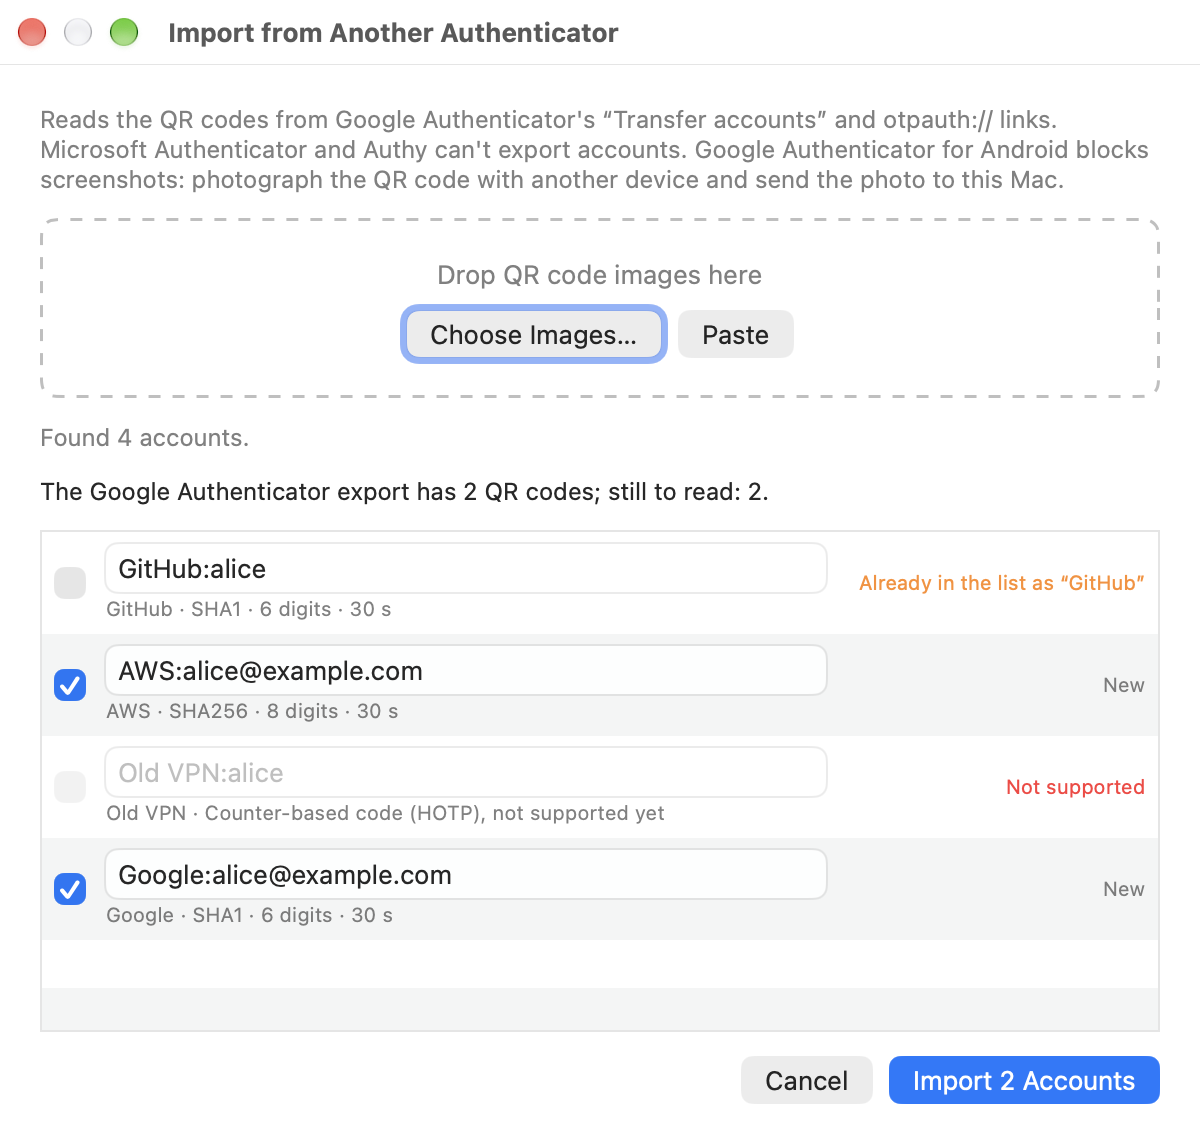 Import from Another Authenticator
Reads the QR codes from Google Authenticator's “Transfer accounts” and otpauth:// links.
Microsoft Authenticator and Authy can't export accounts. Google Authenticator for Android blocks
screenshots: photograph the QR code with another device and send the photo to this Mac.
Drop QR code images here
Choose Images...
Paste
Found 4 accounts.
The Google Authenticator export has 2 QR codes; still to read: 2.
GitHub:alice
Already in the list as “GitHub”
GitHub · SHA1 · 6 digits · 30 s
AWS:alice@example.com
New
AWS · SHA256 · 8 digits · 30 s
Old VPN:alice
Not supported
Old VPN · Counter-based code (HOTP), not supported yet
Google:alice@example.com
New
Google · SHA1 · 6 digits · 30 s
Cancel
Import 2 Accounts